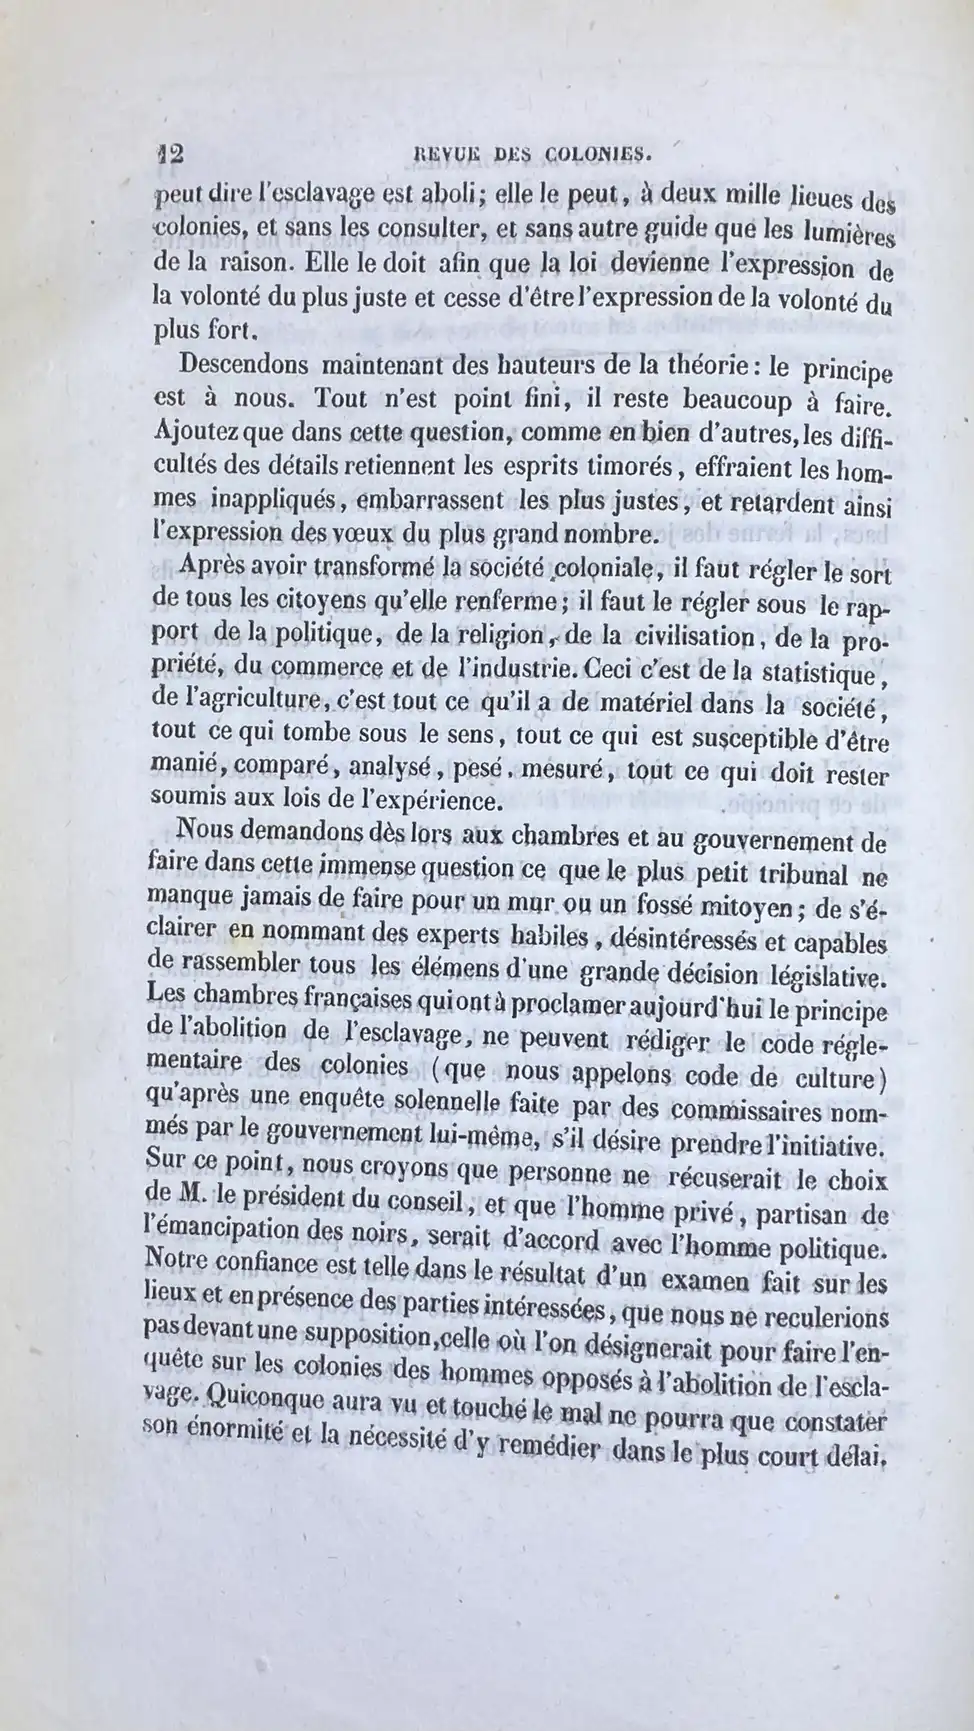 12 REVUE DES COLONIES.
peut dire l'esclavage est aboli; elle le peut, à deux mille lieues des
colonies, et sans les consulter, et sans autre guide que les lumières
de la raison. Elle le doit afin que la loi devienne l'expression de
la volonté du plus juste et cesse d'être l'expression de la volonté du
plus fort.
Descendons maintenant des hauteurs de la théorie: le principe
est à nous. Tout n'est point fini, il reste beaucoup à faire.
Ajoutez que dans cette question, comme en bien d'autres, les diffi-
cultés des détails retiennent les esprits timorés, effraient les hom-
mes inappliqués, embarrassent les plus justes, et retardent ainsi
l'expression des vœux du plus grand nombre.
Après avoir transformé la société coloniale, il faut régler le sort
de tous les citoyens qu'elle renferme; il faut le régler sous le rap-
port de la politique, de la religion, de la civilisation, de la pro-
priété, du commerce et de l'industrie. Ceci c'est de la statistique,
de l'agriculture, c'est tout ce qu'il a de matériel dans la société,
tout ce qui tombe sous le sens, tout ce qui est susceptible d'être
manié, comparé, analysé, pesé, mesuré, tout ce qui doit rester
soumis aux lois de l'expérience.
Nous demandons dès lors aux chambres et au gouvernement de
faire dans cette immense question ce que le plus petit tribunal ne
manque jamais de faire pour un mur ou un fossé mitoyen; de s'é-
clairer en nommant des experts habiles, désintéressés et capables
de rassembler tous les élémens d'une grande décision législative.
Les chambres françaises qui ont à proclamer aujourd'hui le principe
de l'abolition de l'esclavage, ne peuvent rédiger le code régle-
mentaire des colonies (que nous appelons code de culture)
qu'après une enquête solennelle faite par des commissaires nom-
més par le gouvernement lui-même, s'il désire prendre l'initiative.
Sur ce point, nous croyons que personne ne récuserait le choix
de M. le président du conseil, et que l'homme privé, partisan de
l'émancipation des noirs, serait d'accord avec l'homme politique.
Notre confiance est telle dans le résultat d'un examen fait sur les
lieux et en présence des parties intéressées, que nous ne reculerions
pas devant une supposition, celle où l'on désignerait pour faire l'en-
quête sur les colonies des hommes opposés à l'abolition de l'escla-
vage. Quiconque aura vu et touché le mal ne pourra que constater
son énormité et la nécessité d'y remédier dans le plus court délai.